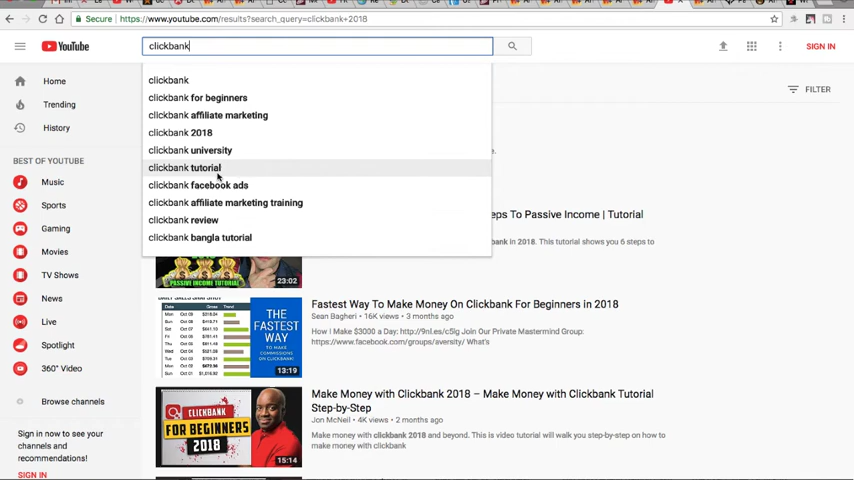 Secure
https://www.youtube.com/results?search_query=clickbank+2018
YouTube
clickbank
SIGN IN
clickbank
clickbank for beginners
clickbank affiliate marketing
clickbank 2018
clickbank university
clickbank tutorial
clickbank facebook ads
clickbank affiliate marketing training
clickbank review
clickbank bangla tutorial
FILTER
Home
Trending
History
BEST OF YOUTUBE
Music
Sports
Gaming
Movies
TV Shows
News
Live
Spotlight
360° Video
Browse channels
Sign in now to see your
channels and
recommendations!
SIGN IN
eps To Passive Income | Tutorial
bank in 2018. This tutorial shows you 6 steps to
PASSIVE INCOME TUTORIAL
23:02
Fastest Way To Make Money On Clickbank For Beginners in 2018
Sean Bagheri • 16K views • 3 months ago
How I Make $3000 a Day: http://9nl.es/c5ig Join Our Private Mastermind Group:
https://www.facebook.com/groups/aversity/ What's
THE
FASTEST
WAY
TO MAKE
COMMISSIONS
ON CLICKBANK!
13:19
Make Money with Clickbank 2018 – Make Money with Clickbank Tutorial
Step-by-Step
Jon McNeil • 4K views • 2 months ago
Make money with clickbank 2018 and beyond. This is video tutorial will walk you step-by-step on how to
make money with clickbank
CLICKBANK
FOR BEGINNERS
2018
15:14